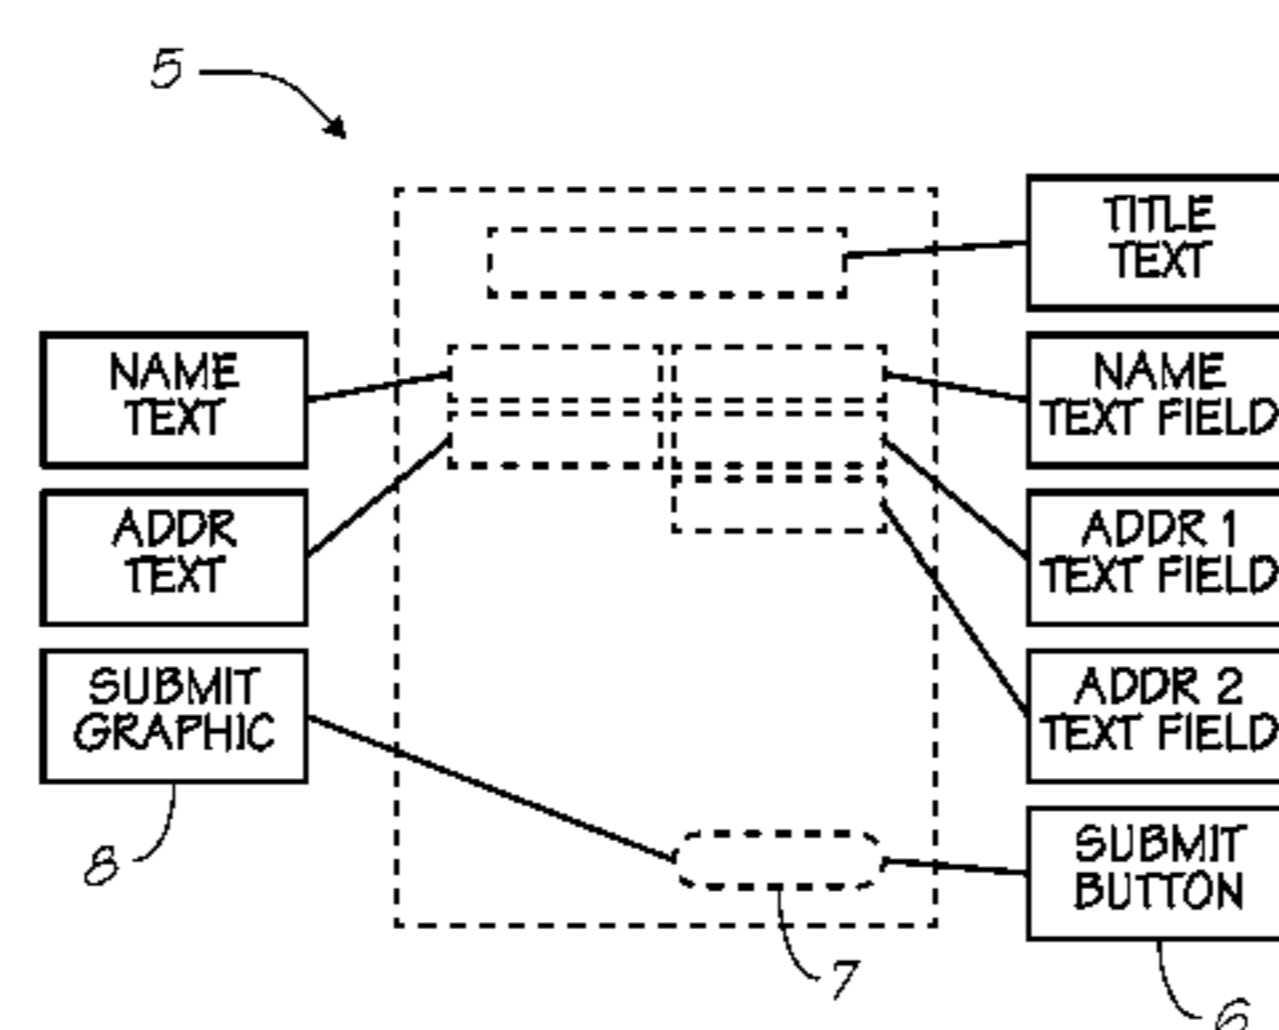 5
TITLE
TEXT
NAME
TEXT
NAME
TEXT FIELD
ADDR
TEXT
ADDR 1
TEXT FIELD
SUBMIT
GRAPHIC
ADDR 2
TEXT FIELD
8
SUBMIT
BUTTON
7
6